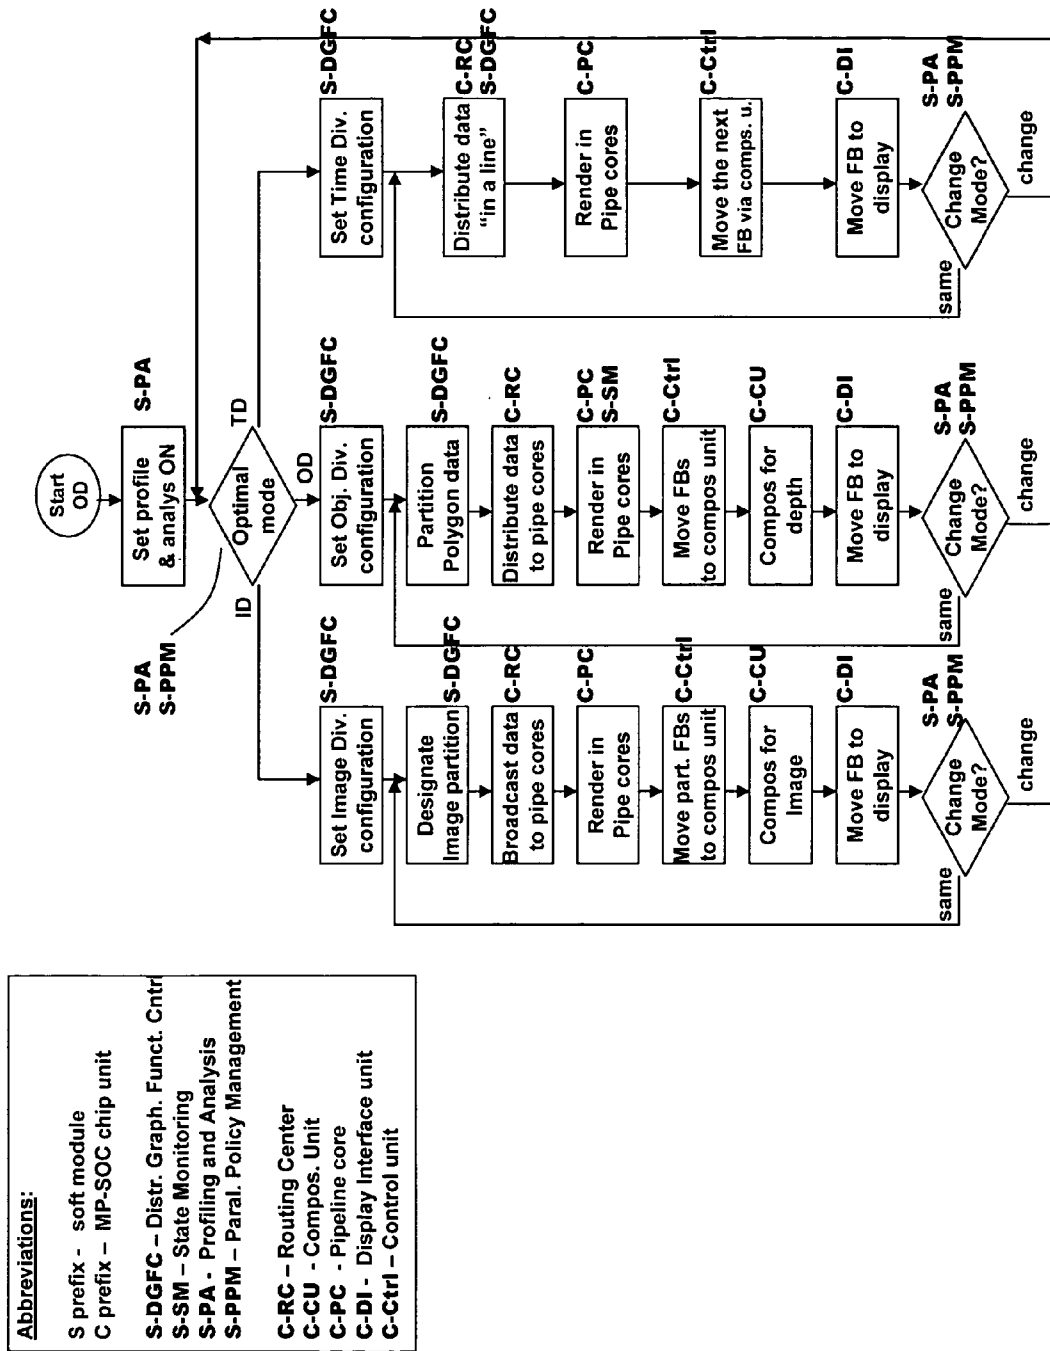 Abbreviations:
S prefix - soft module
C prefix – MP-SOC chip unit
S-DGFC – Distr. Graph. Funct. Cntrl
S-SM – State Monitoring
S-PA - Profiling and Analysis
S-PPM – Paral. Policy Management
C-RC – Routing Center
C-CU - Compos. Unit
C-PC - Pipeline core
C-DI - Display Interface unit
C-Ctrl – Control unit
Start
OD
Set profile
& analys ON
S-PA
Optimal
mode
S-PA
S-PPM
ID
OD
TD
Set Image Div.
configuration
S-DGFC
Designate
Image partition
S-DGFC
Broadcast data
to pipe cores
C-RC
Render in
Pipe cores
C-PC
Move part. FBs
to compos unit
C-Ctrl
Compos for
Image
C-CU
Move FB to
display
C-DI
Change
Mode?
S-PA
S-PPM
same
change
Set Obj. Div.
configuration
S-DGFC
Partition
Polygon data
S-DGFC
Distribute data
to pipe cores
C-RC
Render in
Pipe cores
C-PC
S-SM
Move FBs
to compos unit
C-Ctrl
Compos for
depth
C-CU
Move FB to
display
C-DI
Change
Mode?
S-PA
S-PPM
same
change
Set Time Div.
configuration
S-DGFC
Distribute data
“in a line”
C-RC
S-DGFC
Render in
Pipe cores
C-PC
Move the next
FB via comps. u.
C-Ctrl
Move FB to
display
C-DI
Change
Mode?
S-PA
S-PPM
same
change